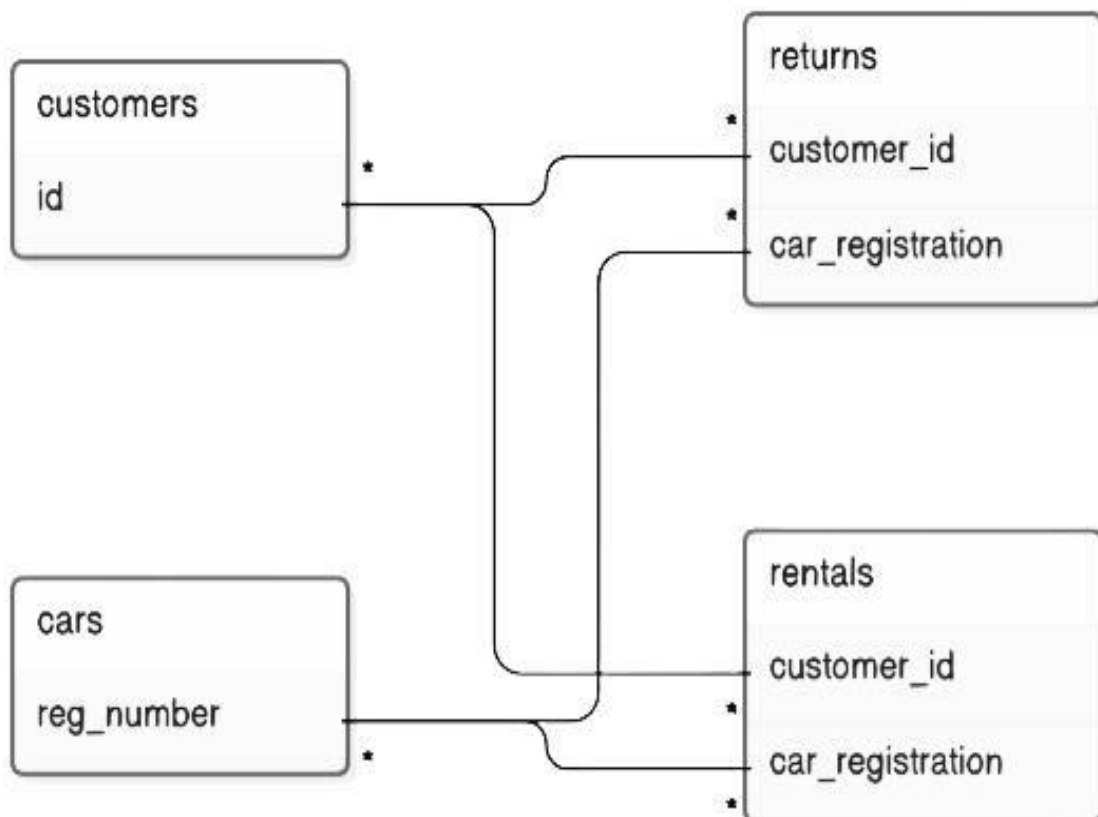 customers
id
returns
*
customer_id
*
*
car_registration
cars
reg_number
*
rentals
customer_id
*
car_registration
*